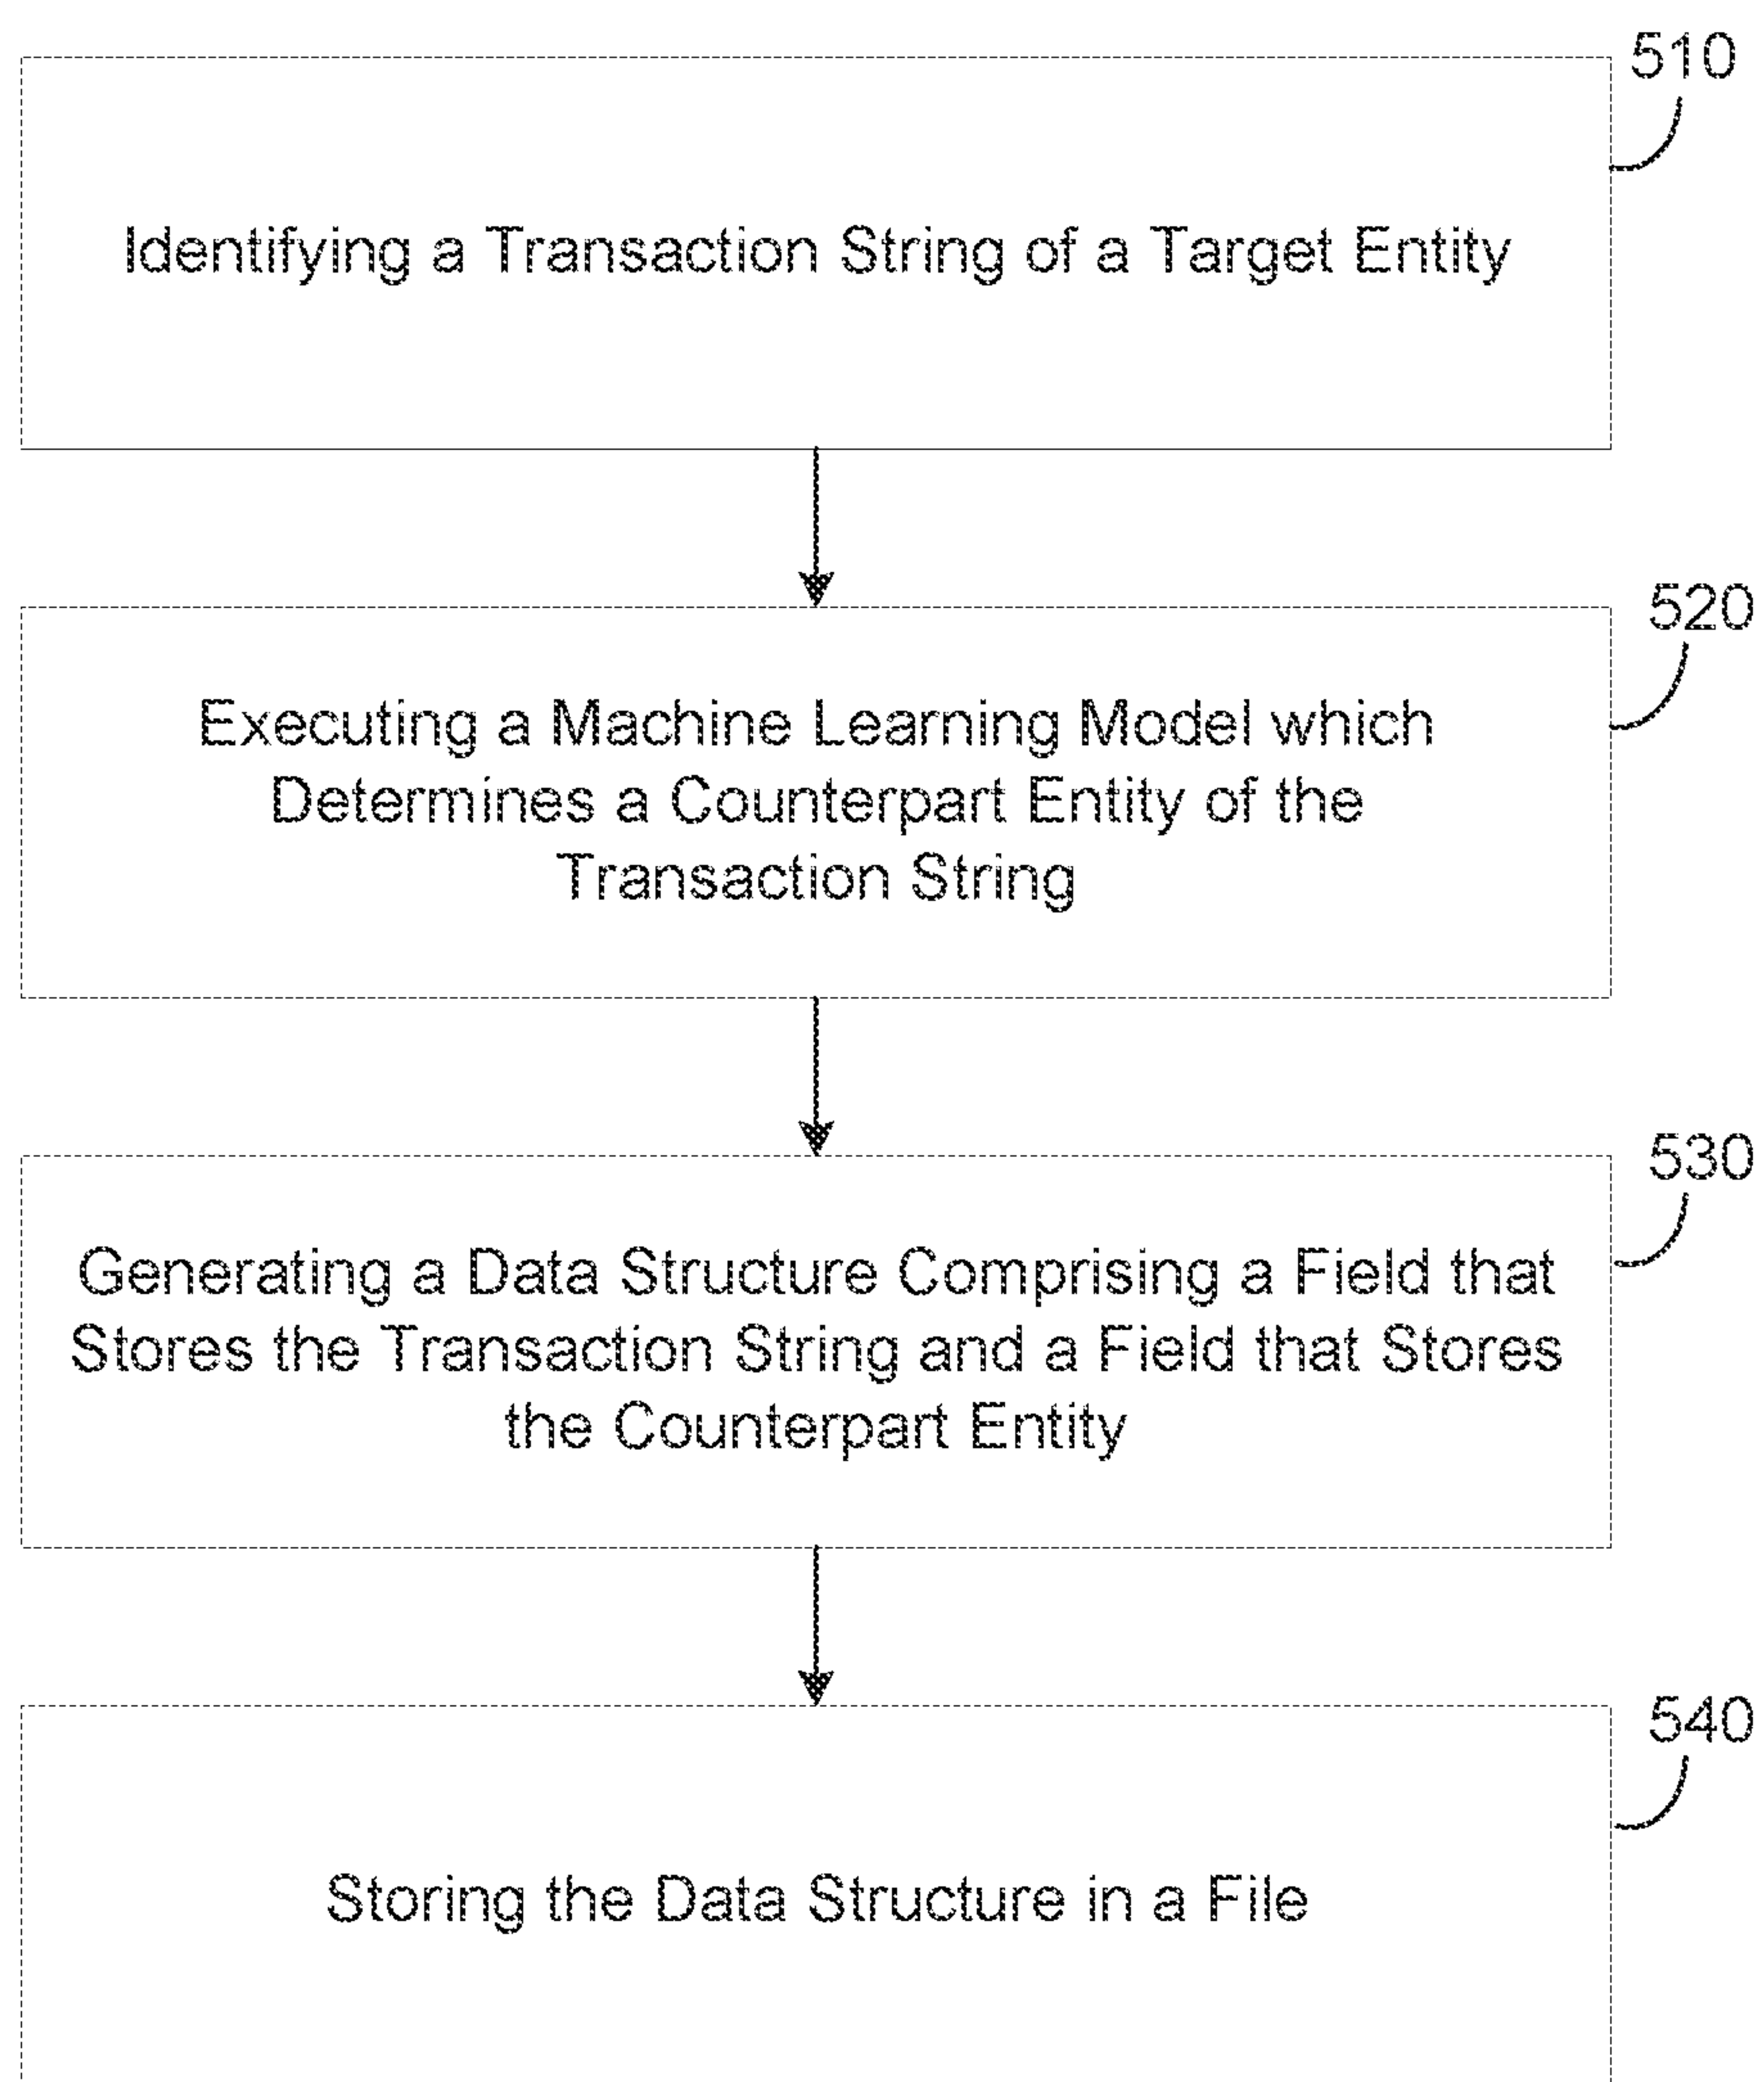 510
Identifying a Transaction String of a Target Entity
520
Executing a Machine Learning Model which
Determines a Counterpart Entity of the
Transaction String
530
Generating a Data Structure Comprising a Field that
Stores the Transaction String and a Field that Stores
the Counterpart Entity
540
Storing the Data Structure in a File